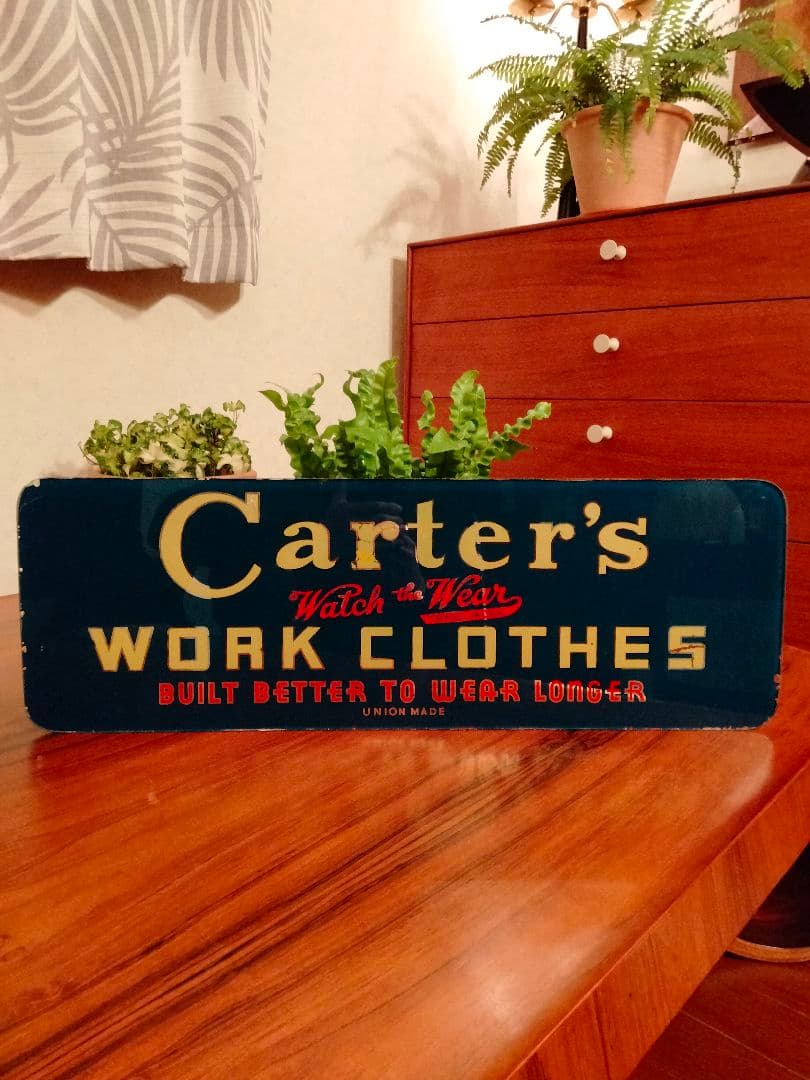 Carter's
Watch the Wear
WORK CLOTHES
BUILT BETTER TO WEAR LONGER
UNION MADE